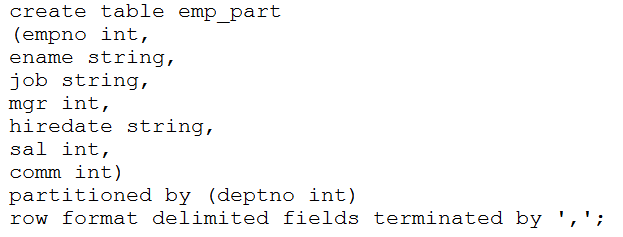 create table emp_part
(empno int,
ename string,
job string,
mgr int,
hiredate string,
sal int,
comm int)
partitioned by (deptno int)
row format delimited fields terminated by ',';